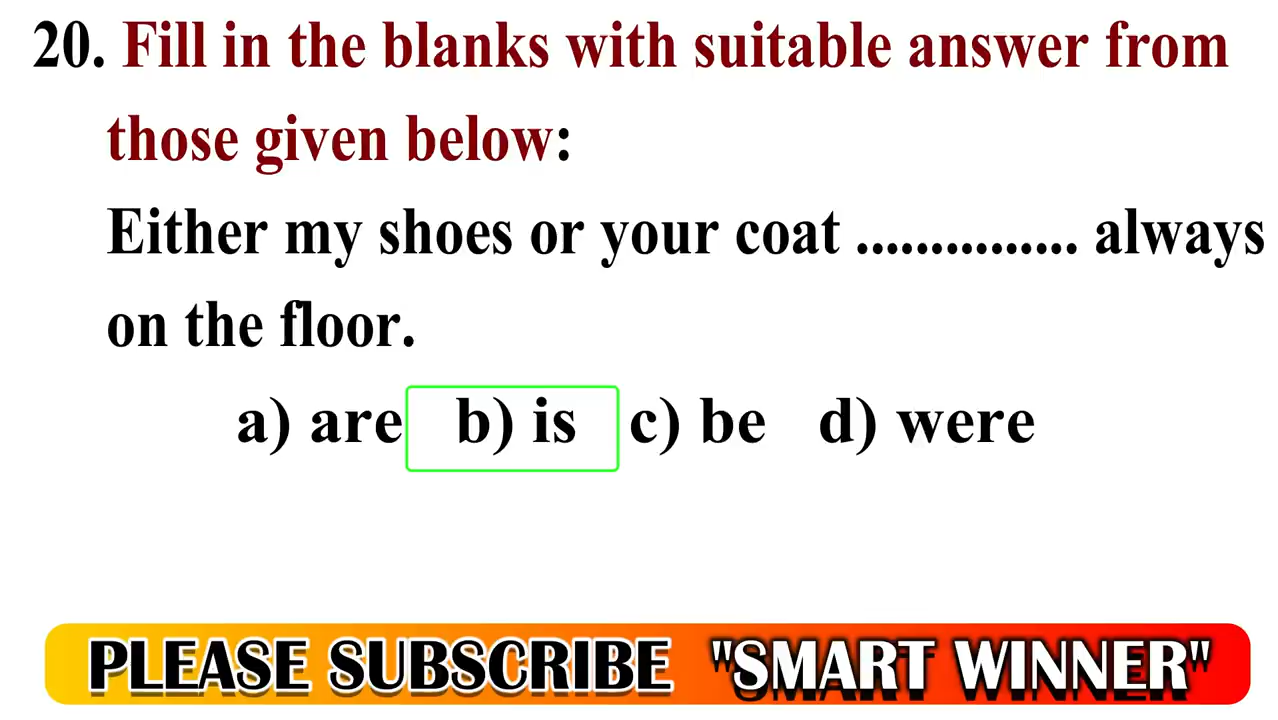 20. Fill in the blanks with suitable answer from
those given below:
Either my shoes or your coat ............... always
on the floor.
a) are b) is c) be d) were
PLEASE SUBSCRIBE "SMART WINNER"